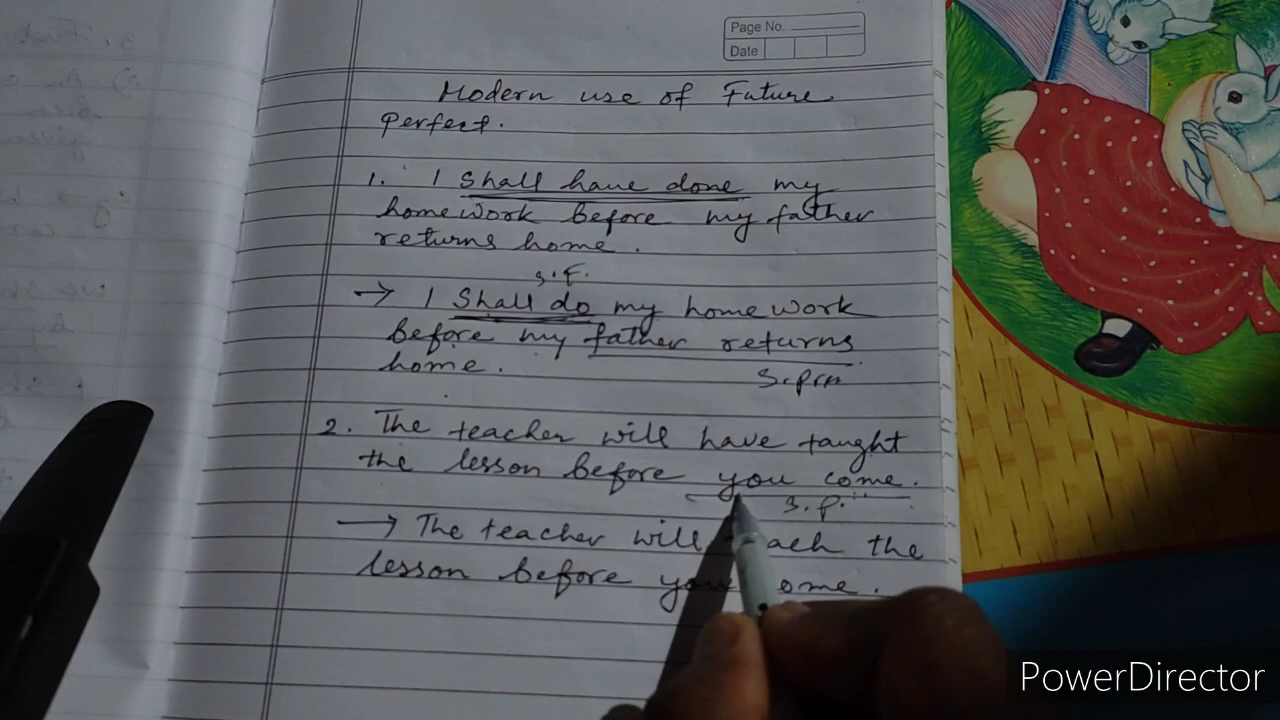 Page No.
Date
Modern use of Future
Perfect.
1. I shall have done my
homework before my father
returns home.
S.F.
→ I shall do my homework
before my father returns
home.
S.prn
2. The teacher will have taught
the lesson before you come.
S.P.
→ The teacher will the
lesson before
PowerDirector